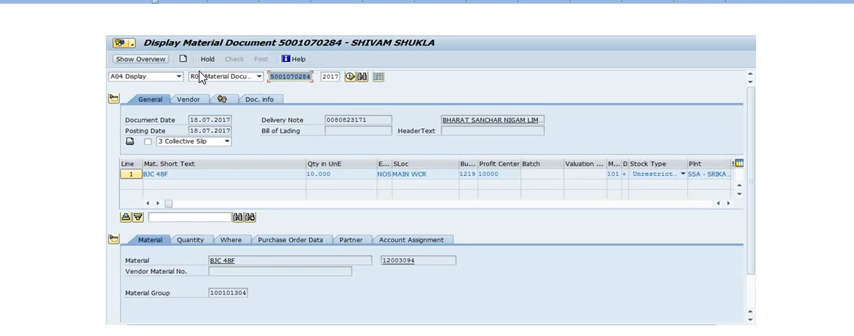 Display Material Document 5001070284 - SHIVAM SHUKLA
Show Overview Hold Check Post Help
A04 Display R0 Material Docu... 5001070284 2017
General Vendor Doc. info
Document Date 18.07.2017 Delivery Note 0080823171 BHARAT SANCHAR NIGAM LIM...
Posting Date 18.07.2017 Bill of Lading HeaderText
3 Collective Slip
Line Mat. Short Text Qty in UnE E... SLoc Bu... Profit Center Batch Valuation ... M... D Stock Type Plnt
1 BJC 48F 10.000 NOS MAIN WCR 1219 10000 101 + Unrestrict... SSA - SRIKA...
Material Quantity Where Purchase Order Data Partner Account Assignment
Material BJC 48F 12003094
Vendor Material No.
Material Group 100101304